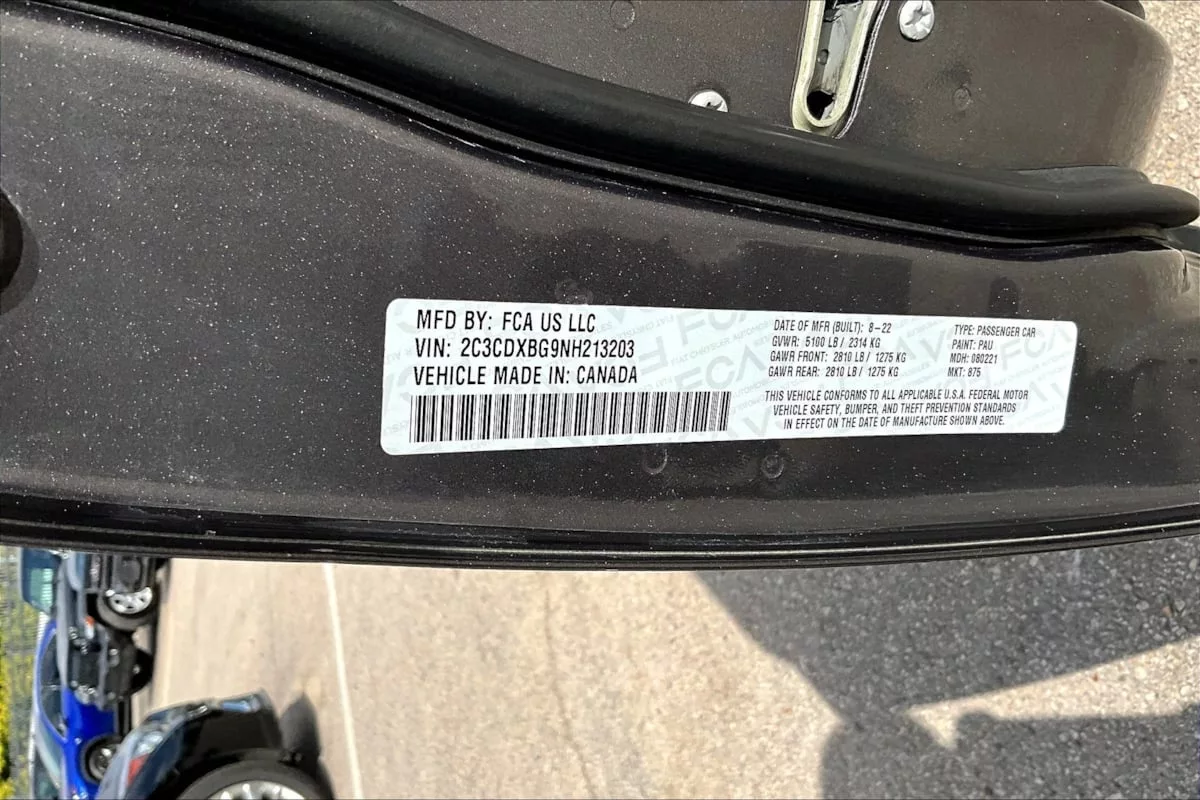 MFD BY: FCA US LLC
VIN: 2C3CDXBG9NH213203
VEHICLE MADE IN: CANADA
DATE OF MFR (BUILT): 8-22
GVWR: 5100 LB / 2314 KG
GAWR FRONT: 2810 LB / 1275 KG
GAWR REAR: 2810 LB / 1275 KG
TYPE: PASSENGER CAR
PAINT: PAU
MDH: 080221
MKT: 875
THIS VEHICLE CONFORMS TO ALL APPLICABLE U.S.A. FEDERAL MOTOR
VEHICLE SAFETY, BUMPER, AND THEFT PREVENTION STANDARDS
IN EFFECT ON THE DATE OF MANUFACTURE SHOWN ABOVE.